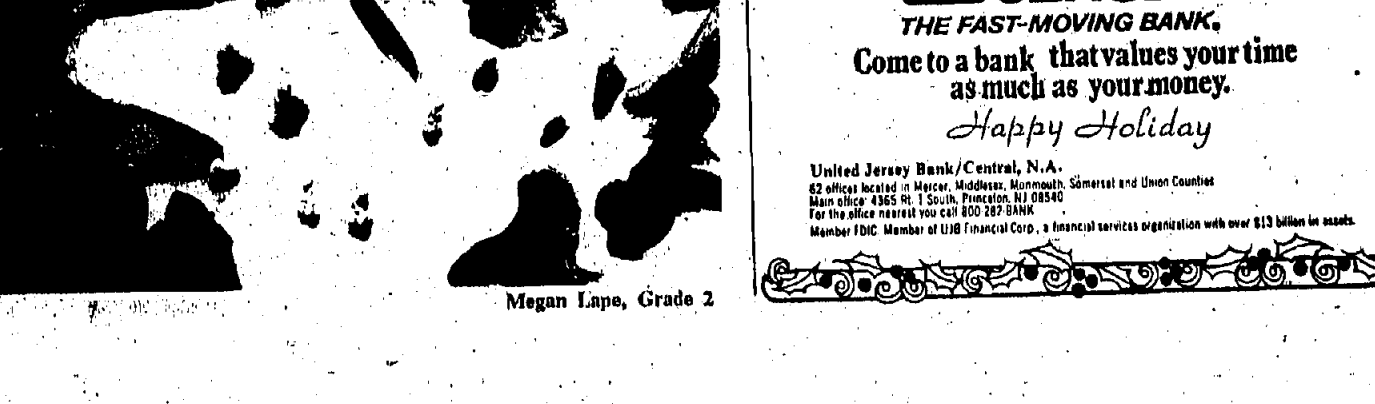 THE FAST-MOVING BANK.
Come to a bank that values your time
as much as your money.
Happy Holiday
United Jersey Bank/Central, N.A.
62 offices located in Mercer, Middlesex, Monmouth, Somerset and Union Counties
Main office: 4365 Rt. 1 South, Princeton, NJ 08540
For the office nearest you call 800-282-BANK
Member FDIC. Member of UJB Financial Corp., a financial services organization with over $13 billion in assets.
Megan Lape, Grade 2